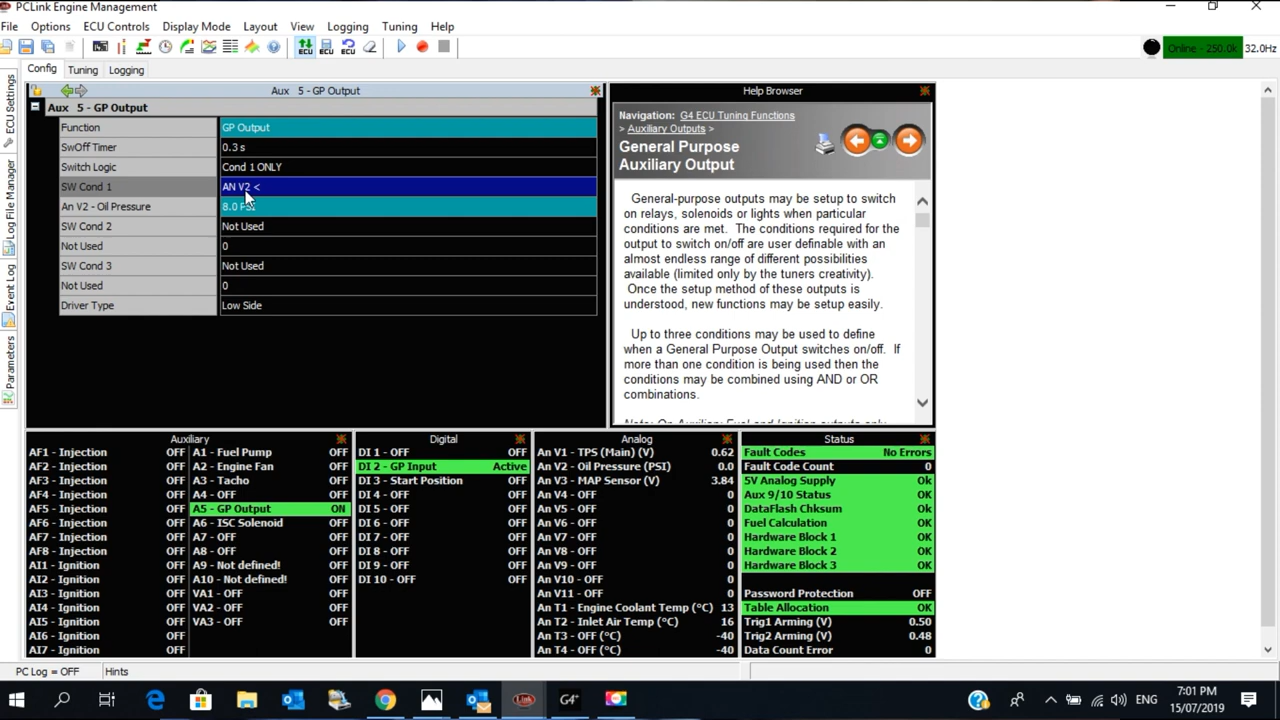 PCLink Engine Management
File Options ECU Controls Display Mode Layout View Logging Tuning Help
Online - 250.0k 32.0Hz
Config Tuning Logging
ECU Settings
Log File Manager
Event Log
Parameters
Aux 5 - GP Output
Aux 5 - GP Output
Function GP Output
SwOff Timer 0.3 s
Switch Logic Cond 1 ONLY
SW Cond 1 AN V2 <
An V2 - Oil Pressure 8.0 PSI
SW Cond 2 Not Used
Not Used 0
SW Cond 3 Not Used
Not Used 0
Driver Type Low Side
Help Browser
Navigation: G4 ECU Tuning Functions
> Auxiliary Outputs >
General Purpose
Auxiliary Output
General-purpose outputs may be setup to switch
on relays, solenoids or lights when particular
conditions are met. The conditions required for the
output to switch on/off are user definable with an
almost endless range of different possibilities
available (limited only by the tuners creativity).
Once the setup method of these outputs is
understood, new functions may be setup easily.
Up to three conditions may be used to define
when a General Purpose Output switches on/off. If
more than one condition is being used then the
conditions may be combined using AND or OR
combinations.
Note: On Auxiliary Fuel and Ignition outputs only
Auxiliary
AF1 - Injection OFF A1 - Fuel Pump OFF
AF2 - Injection OFF A2 - Engine Fan OFF
AF3 - Injection OFF A3 - Tacho OFF
AF4 - Injection OFF A4 - OFF OFF
AF5 - Injection OFF A5 - GP Output ON
AF6 - Injection OFF A6 - ISC Solenoid OFF
AF7 - Injection OFF A7 - OFF OFF
AF8 - Injection OFF A8 - OFF OFF
AI1 - Ignition OFF A9 - Not defined! OFF
AI2 - Ignition OFF A10 - Not defined! OFF
AI3 - Ignition OFF VA1 - OFF OFF
AI4 - Ignition OFF VA2 - OFF OFF
AI5 - Ignition OFF VA3 - OFF OFF
AI6 - Ignition OFF
AI7 - Ignition OFF
Digital
DI 1 - OFF OFF
DI 2 - GP Input Active
DI 3 - Start Position OFF
DI 4 - OFF OFF
DI 5 - OFF OFF
DI 6 - OFF OFF
DI 7 - OFF OFF
DI 8 - OFF OFF
DI 9 - OFF OFF
DI 10 - OFF OFF
Analog
An V1 - TPS (Main) (V) 0.62
An V2 - Oil Pressure (PSI) 0.0
An V3 - MAP Sensor (V) 3.84
An V4 - OFF 0
An V5 - OFF 0
An V6 - OFF 0
An V7 - OFF 0
An V8 - OFF 0
An V9 - OFF 0
An V10 - OFF 0
An V11 - OFF 0
An T1 - Engine Coolant Temp (°C) 13
An T2 - Inlet Air Temp (°C) 16
An T3 - OFF (°C) -40
An T4 - OFF (°C) -40
Status
Fault Codes No Errors
Fault Code Count 0
5V Analog Supply Ok
Aux 9/10 Status Ok
DataFlash Chksum OK
Fuel Calculation OK
Hardware Block 1 OK
Hardware Block 2 OK
Hardware Block 3 OK
Password Protection OFF
Table Allocation OK
Trig1 Arming (V) 0.50
Trig2 Arming (V) 0.48
Data Count Error 0
PC Log = OFF Hints
Link G4+ ENG 7:01 PM
15/07/2019